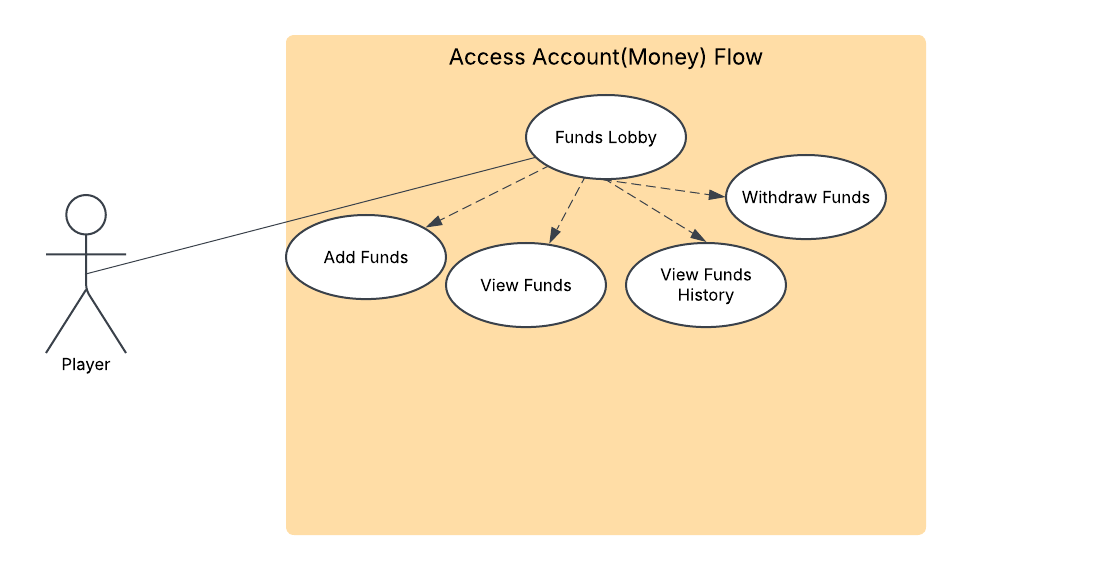 Access Account(Money) Flow
Funds Lobby
Withdraw Funds
Add Funds
View Funds
View Funds
History
Player